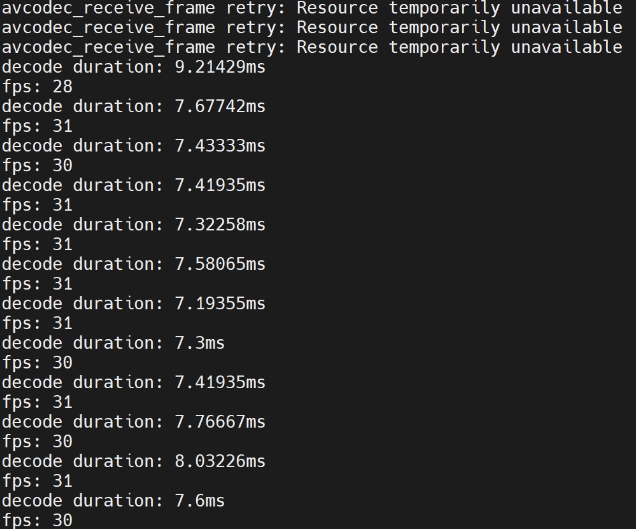 avcodec_receive_frame retry: Resource temporarily unavailable
avcodec_receive_frame retry: Resource temporarily unavailable
avcodec_receive_frame retry: Resource temporarily unavailable
decode duration: 9.21429ms
fps: 28
decode duration: 7.67742ms
fps: 31
decode duration: 7.43333ms
fps: 30
decode duration: 7.41935ms
fps: 31
decode duration: 7.32258ms
fps: 31
decode duration: 7.58065ms
fps: 31
decode duration: 7.19355ms
fps: 31
decode duration: 7.3ms
fps: 30
decode duration: 7.41935ms
fps: 31
decode duration: 7.76667ms
fps: 30
decode duration: 8.03226ms
fps: 31
decode duration: 7.6ms
fps: 30